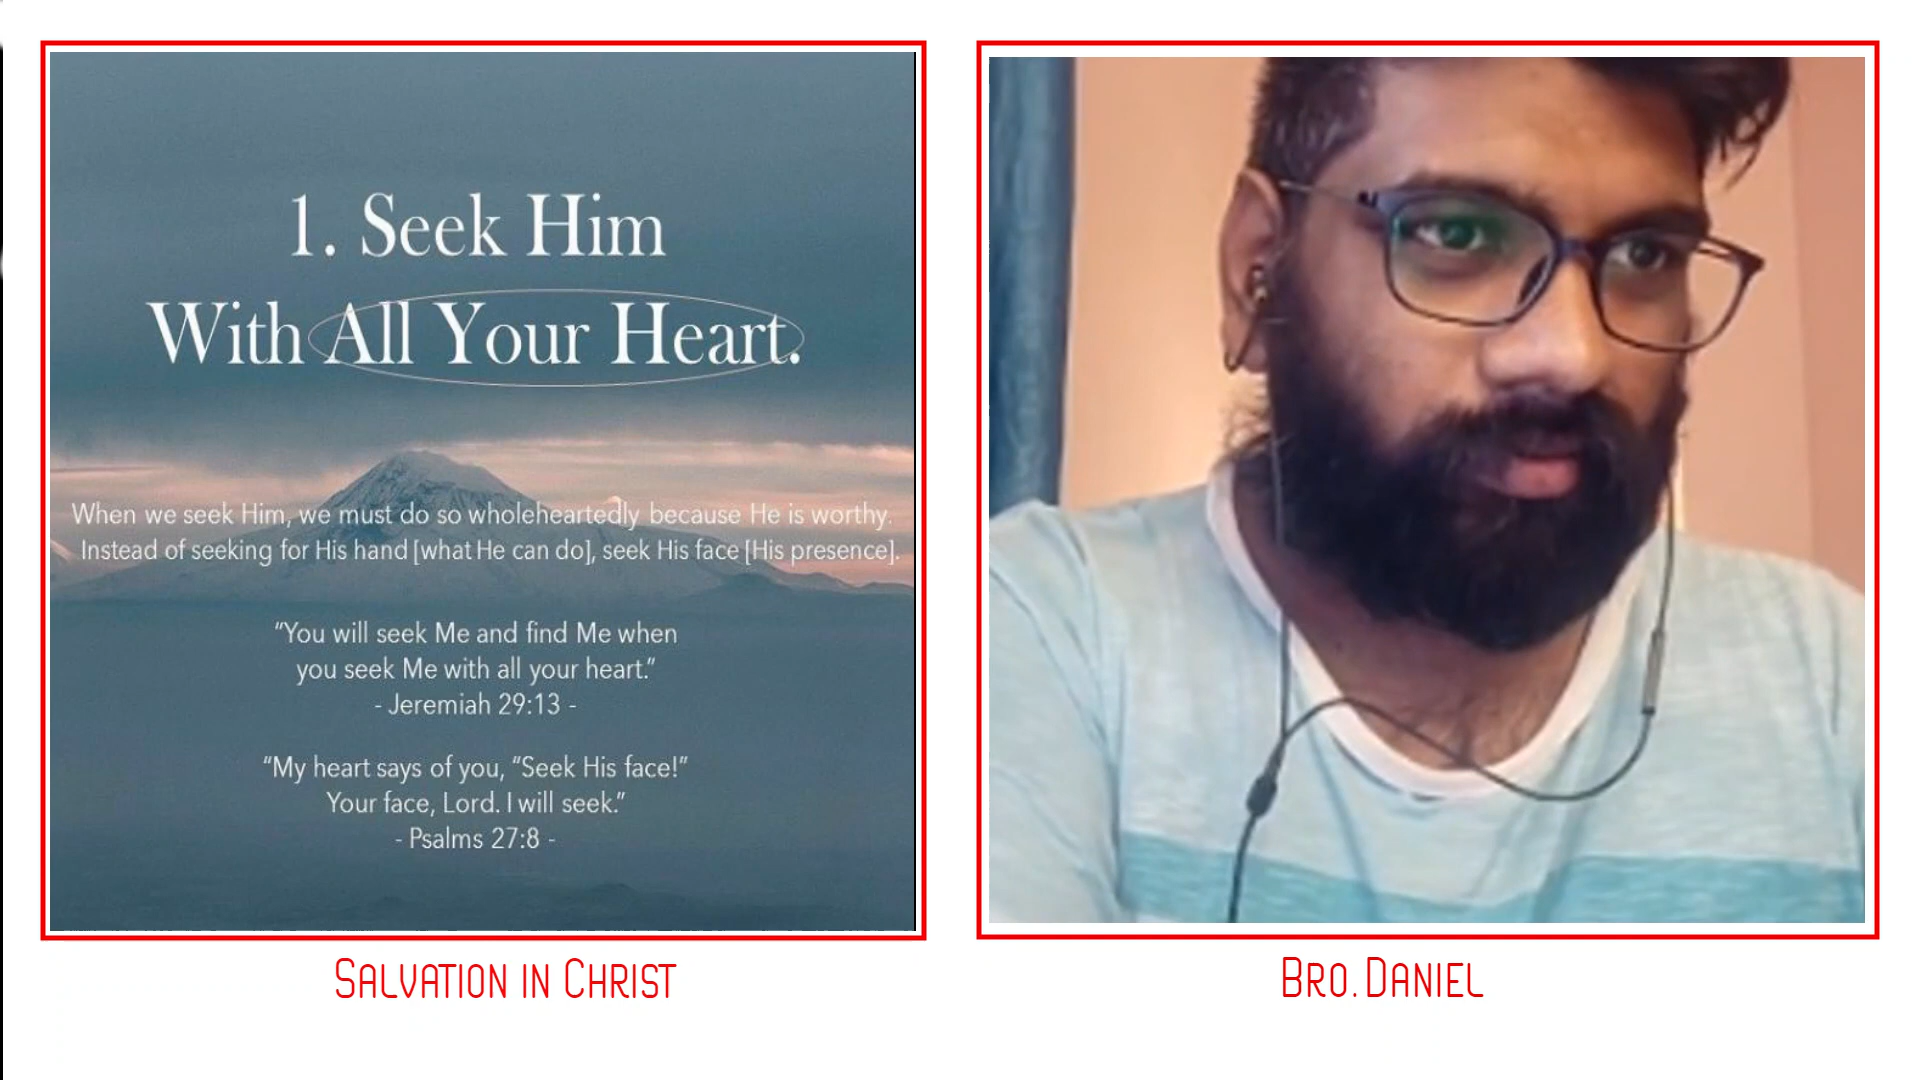 1. Seek Him
With All Your Heart.
When we seek Him, we must do so wholeheartedly because He is worthy.
Instead of seeking for His hand [what He can do], seek His face [His presence].
“You will seek Me and find Me when
you seek Me with all your heart.”
- Jeremiah 29:13 -
“My heart says of you, “Seek His face!”
Your face, Lord. I will seek.”
- Psalms 27:8 -
Salvation in Christ
Bro. Daniel